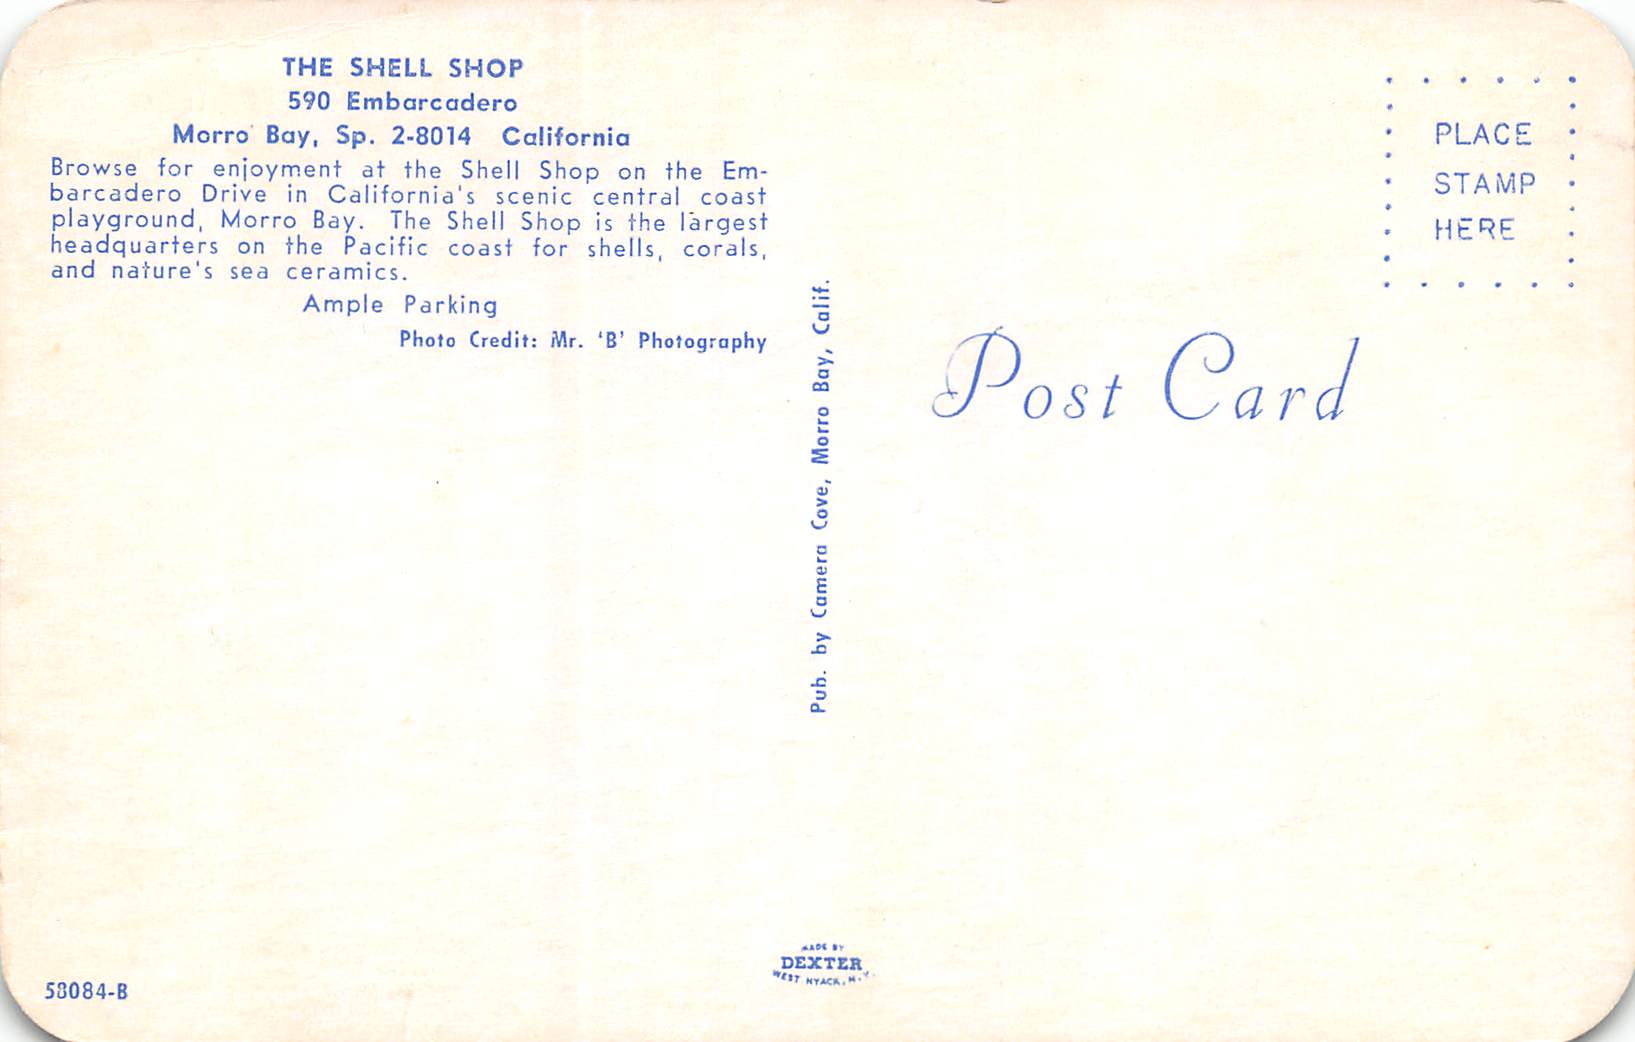 THE SHELL SHOP
590 Embarcadero
Morro Bay, Sp. 2-8014 California
Browse for enjoyment at the Shell Shop on the Em-
barcadero Drive in California's scenic central coast
playground, Morro Bay. The Shell Shop is the largest
headquarters on the Pacific coast for shells, corals,
and nature's sea ceramics.
Ample Parking
Photo Credit: Mr. 'B' Photography
Pub. by Camera Cove, Morro Bay, Calif.
PLACE
STAMP
HERE
Post Card
MADE BY
DEXTER
WEST NYACK, N.Y.
58084-B